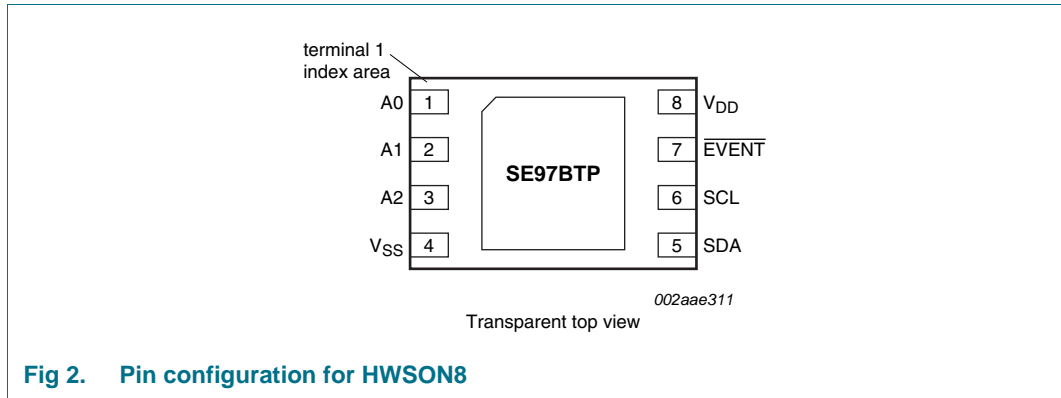 terminal 1
index area
A0 1
A1 2
A2 3
VSS 4
SE97BTP
8 VDD
7 EVENT
6 SCL
5 SDA
002aae311
Transparent top view
Fig 2. Pin configuration for HWSON8